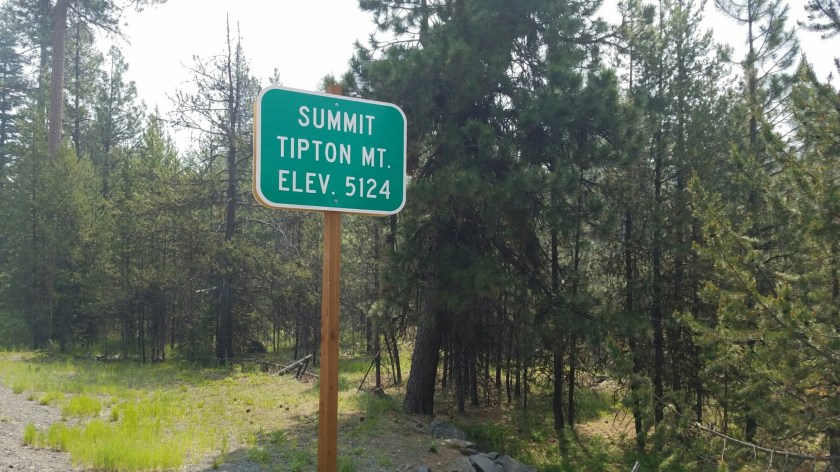 SUMMIT
TIPTON MT.
ELEV. 5124